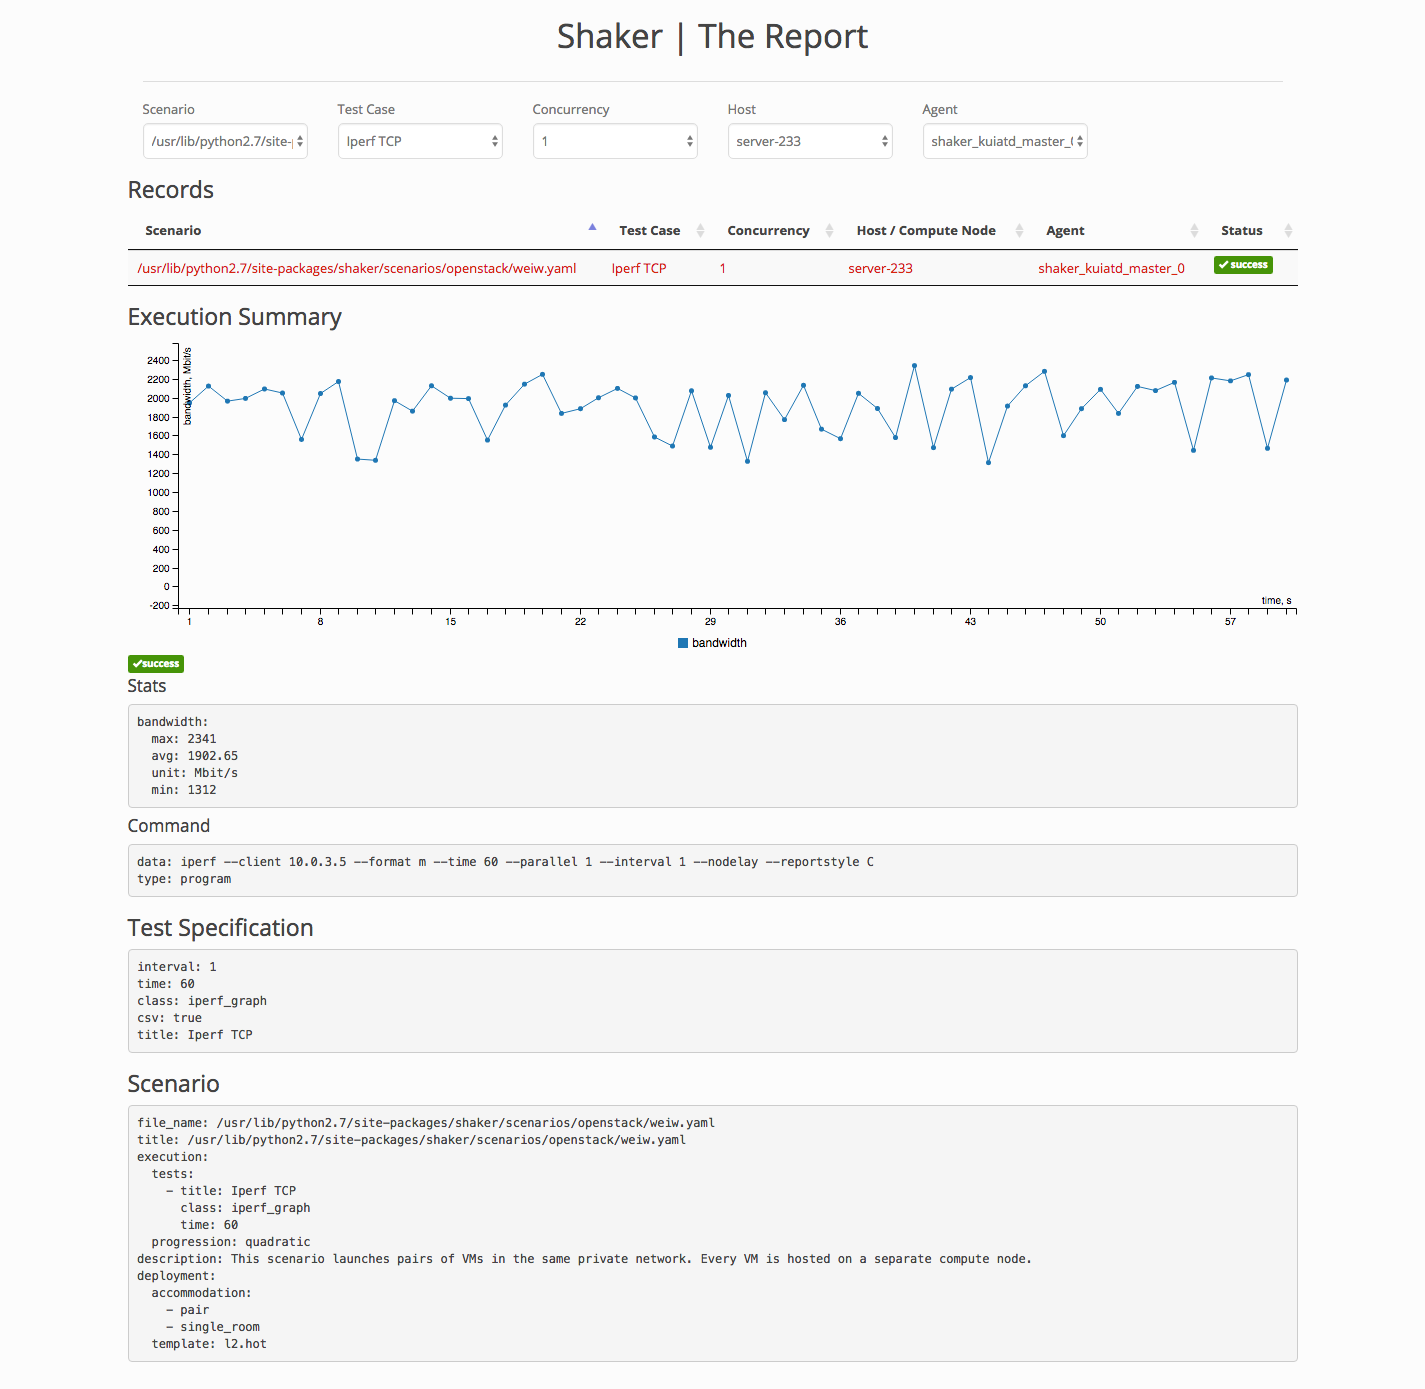 Shaker | The Report
Scenario Test Case Concurrency Host Agent
/usr/lib/python2.7/site- Iperf TCP 1 server-233 shaker_kuiatd_master_(
Records
Scenario Test Case Concurrency Host / Compute Node Agent Status
/usr/lib/python2.7/site-packages/shaker/scenarios/openstack/weiw.yaml Iperf TCP 1 server-233 shaker_kuiatd_master_0 success
Execution Summary
bandwidth, Mbit/s
2400
2200
2000
1800
1600
1400
1200
1000
800
600
400
200
0
-200
time, s
1 8 15 22 29 36 43 50 57
bandwidth
success
Stats
bandwidth:
  max: 2341
  avg: 1902.65
  unit: Mbit/s
  min: 1312
Command
data: iperf --client 10.0.3.5 --format m --time 60 --parallel 1 --interval 1 --nodelay --reportstyle C
type: program
Test Specification
interval: 1
time: 60
class: iperf_graph
csv: true
title: Iperf TCP
Scenario
file_name: /usr/lib/python2.7/site-packages/shaker/scenarios/openstack/weiw.yaml
title: /usr/lib/python2.7/site-packages/shaker/scenarios/openstack/weiw.yaml
execution:
  tests:
    - title: Iperf TCP
      class: iperf_graph
      time: 60
  progression: quadratic
description: This scenario launches pairs of VMs in the same private network. Every VM is hosted on a separate compute node.
deployment:
  accommodation:
    - pair
    - single_room
  template: l2.hot